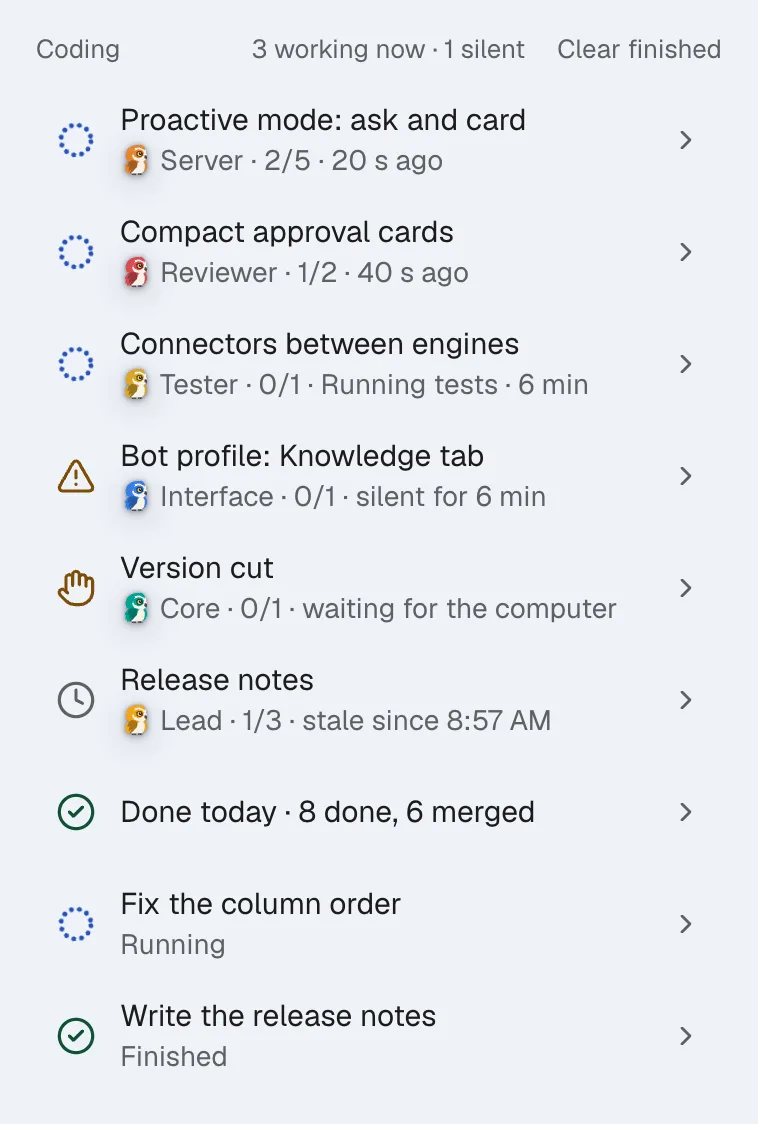 Coding 3 working now · 1 silent Clear finished
Proactive mode: ask and card
Server · 2/5 · 20 s ago
Compact approval cards
Reviewer · 1/2 · 40 s ago
Connectors between engines
Tester · 0/1 · Running tests · 6 min
Bot profile: Knowledge tab
Interface · 0/1 · silent for 6 min
Version cut
Core · 0/1 · waiting for the computer
Release notes
Lead · 1/3 · stale since 8:57 AM
Done today · 8 done, 6 merged
Fix the column order
Running
Write the release notes
Finished